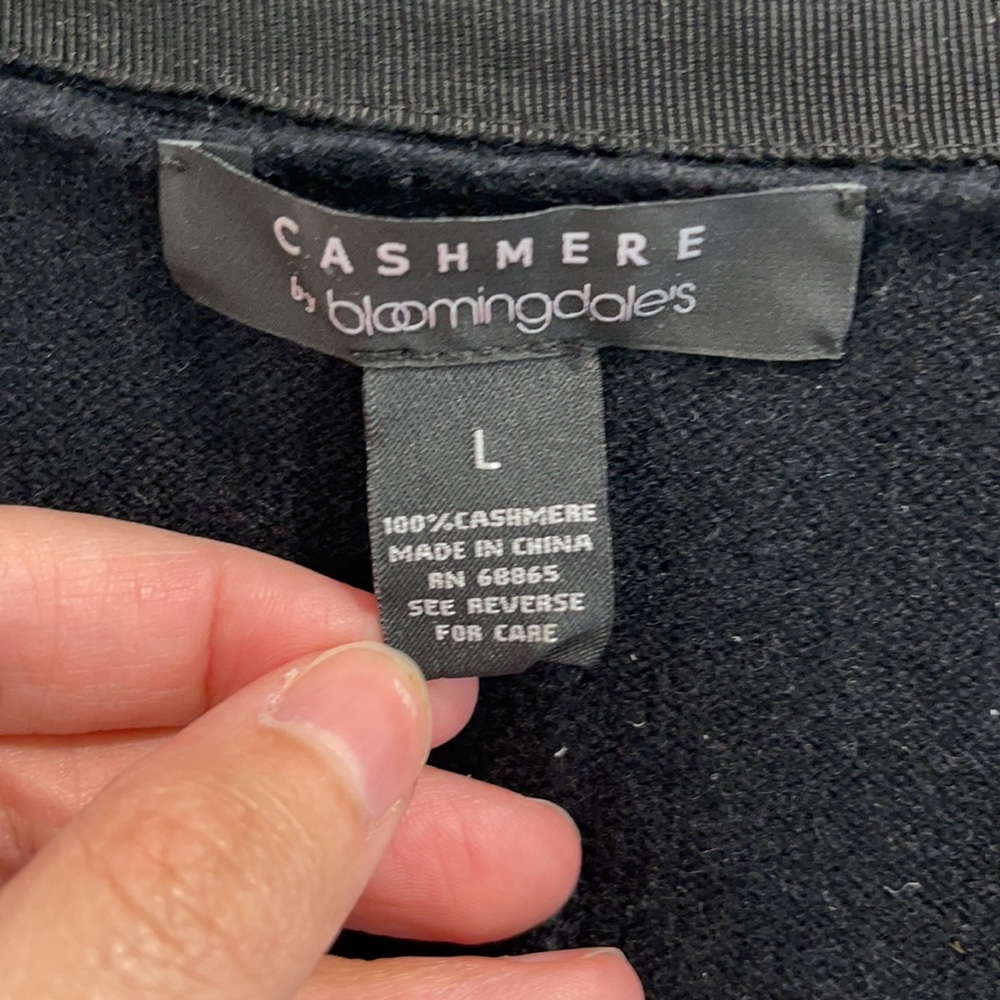 CASHMERE
by bloomingdale's
L
100%CASHMERE
MADE IN CHINA
RN 68865
SEE REVERSE
FOR CARE